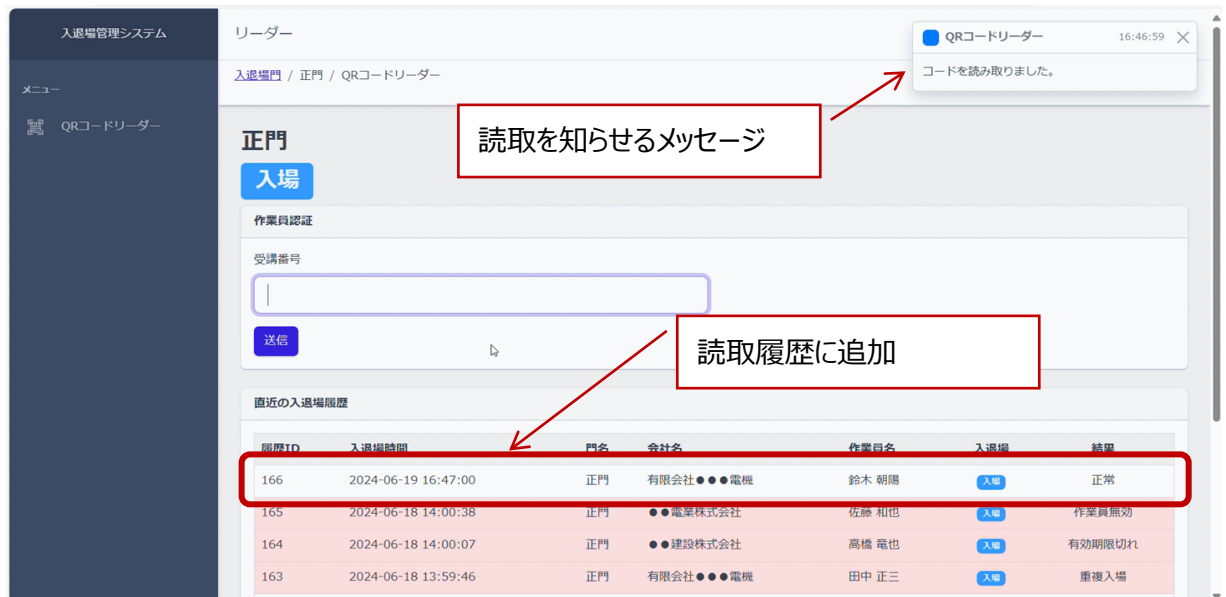 入退場管理システム
メニュー
QRコードリーダー
リーダー
入退場門 / 正門 / QRコードリーダー
QRコードリーダー 16:46:59
コードを読み取りました。
読取を知らせるメッセージ
正門
入場
作業員認証
受講番号
送信
読取履歴に追加
直近の入退場履歴
履歴ID 入退場時間 門名 会社名 作業員名 入退場 結果
166 2024-06-19 16:47:00 正門 有限会社●●●電機 鈴木 朝陽 入場 正常
165 2024-06-18 14:00:38 正門 ●●電業株式会社 佐藤 和也 入場 作業員無効
164 2024-06-18 14:00:07 正門 ●●建設株式会社 高橋 竜也 入場 有効期限切れ
163 2024-06-18 13:59:46 正門 有限会社●●●電機 田中 正三 入場 重複入場